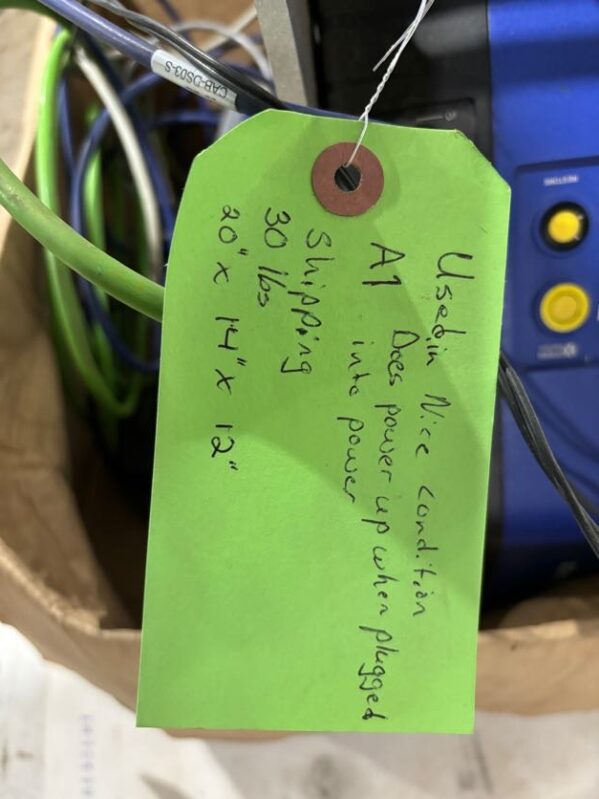 CAB-DS03-S
Used in Nice condition
A1 Does power up when plugged
into power
Shipping
30 lbs
20" x 14" x 12"